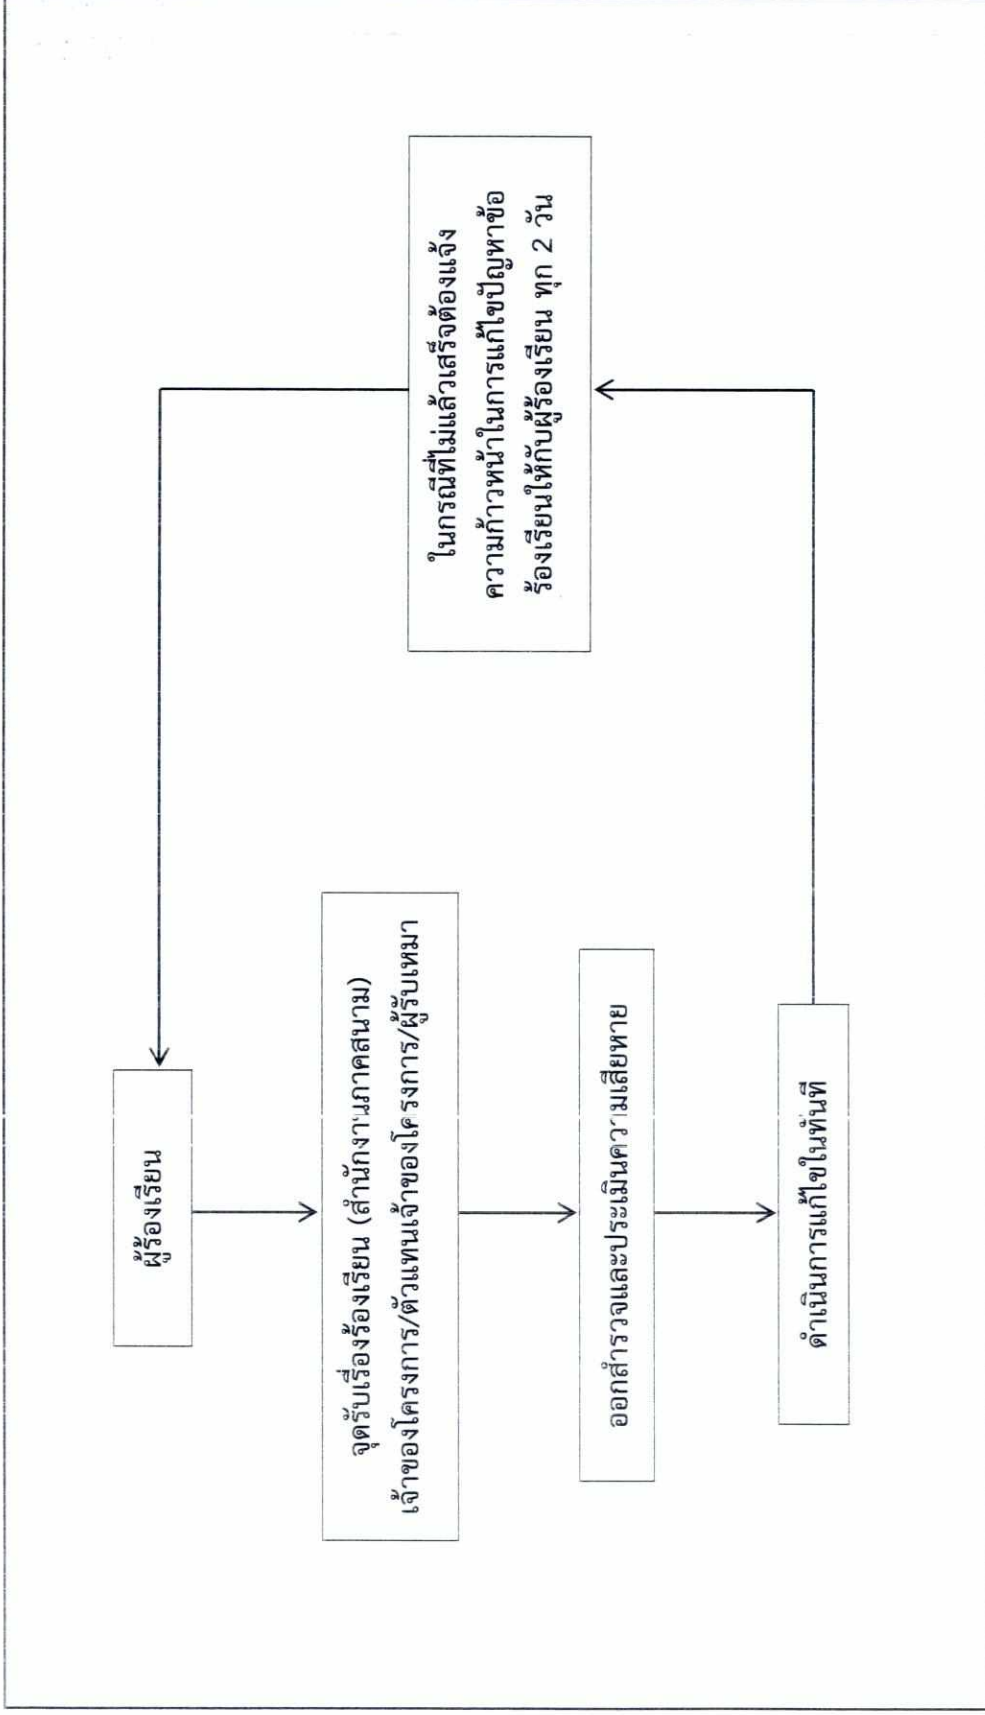 ผู้ร้องเรียน
จุดรับเรื่องร้องเรียน (สำนักงานภาคสนาม)
เจ้าของโครงการ/ตัวแทนเจ้าของโครงการ/ผู้รับเหมา
ออกสำรวจและประเมินความเสียหาย
ดำเนินการแก้ไขในทันที
ในกรณีที่ไม่แล้วเสร็จต้องแจ้ง
ความก้าวหน้าในการแก้ไขปัญหาข้อ
ร้องเรียนให้กับผู้ร้องเรียน ทุก 2 วัน